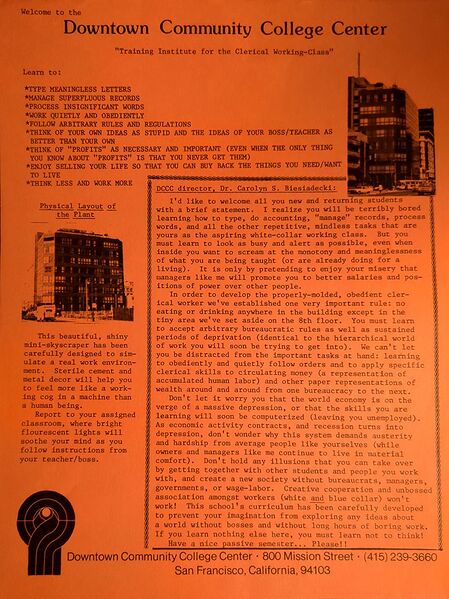 Welcome to the
Downtown Community College Center
"Training Institute for the Clerical Working-Class"
Learn to:
*TYPE MEANINGLESS LETTERS
*MANAGE SUPERFLUOUS RECORDS
*PROCESS INSIGNIFICANT WORDS
*WORK QUIETLY AND OBEDIENTLY
*FOLLOW ARBITRARY RULES AND REGULATIONS
*THINK OF YOUR OWN IDEAS AS STUPID AND THE IDEAS OF YOUR BOSS/TEACHER AS
BETTER THAN YOUR OWN
*THINK OF "PROFITS" AS NECESSARY AND IMPORTANT (EVEN WHEN THE ONLY THING
YOU KNOW ABOUT "PROFITS" IS THAT YOU NEVER GET THEM)
*ENJOY SELLING YOUR LIFE SO THAT YOU CAN BUY BACK THE THINGS YOU NEED/WANT
TO LIVE
*THINK LESS AND WORK MORE
Physical Layout of
the Plant
This beautiful, shiny
mini-skyscraper has been
carefully designed to sim-
ulate a real work environ-
ment. Sterile cement and
metal decor will help you
to feel more like a work-
ing cog in a machine than
a human being.
Report to your assigned
classroom, where bright
flourescent lights will
soothe your mind as you
follow instructions from
your teacher/boss.
DCCC director, Dr. Carolyn S. Biesiadecki:
I'd like to welcome all you new and returning students
with a brief statement. I realize you will be terribly bored
learning how to type, do accounting, "manage" records, process
words, and all the other repetitive, mindless tasks that are
yours as the aspiring white-collar working class. But you
must learn to look as busy and alert as possible, even when
inside you want to scream at the monotony and meaninglessness
of what you are being taught (or are already doing for a
living). It is only by pretending to enjoy your misery that
managers like me will promote you to better salaries and pos-
itions of power over other people.
In order to develop the properly-molded, obedient cler-
ical worker we've established one very important rule: no
eating or drinking anywhere in the building except in the
tiny area we've set aside on the 8th floor. You must learn
to accept arbitrary bureaucratic rules as well as sustained
periods of deprivation (identical to the hierarchical world
of work you will soon be trying to get into). We can't let
you be distracted from the important tasks at hand: learning
to obediently and quietly follow orders and to apply specific
clerical skills to circulating money (a representation of
accumulated human labor) and other paper representations of
wealth around and around from one bureaucracy to the next.
Don't let it worry you that the world economy is on the
verge of a massive depression, or that the skills you are
learning will soon be computerized (leaving you unemployed).
As economic activity contracts, and recession turns into
depression, don't wonder why this system demands austerity
and hardship from average people like yourselves (while
owners and managers like me continue to live in material
comfort). Don't hold any illusions that you can take over
by getting together with other students and people you work
with, and create a new society without bureaucrats, managers,
governments, or wage-labor. Creative cooperation and unbossed
association amongst workers (white and blue collar) won't
work! This school's curriculum has been carefully developed
to prevent your imagination from exploring any ideas about
a world without bosses and without long hours of boring work.
If you learn nothing else here, you must learn not to think!
Have a nice passive semester... Please!!
Downtown Community College Center · 800 Mission Street · (415) 239-3660
San Francisco, California, 94103